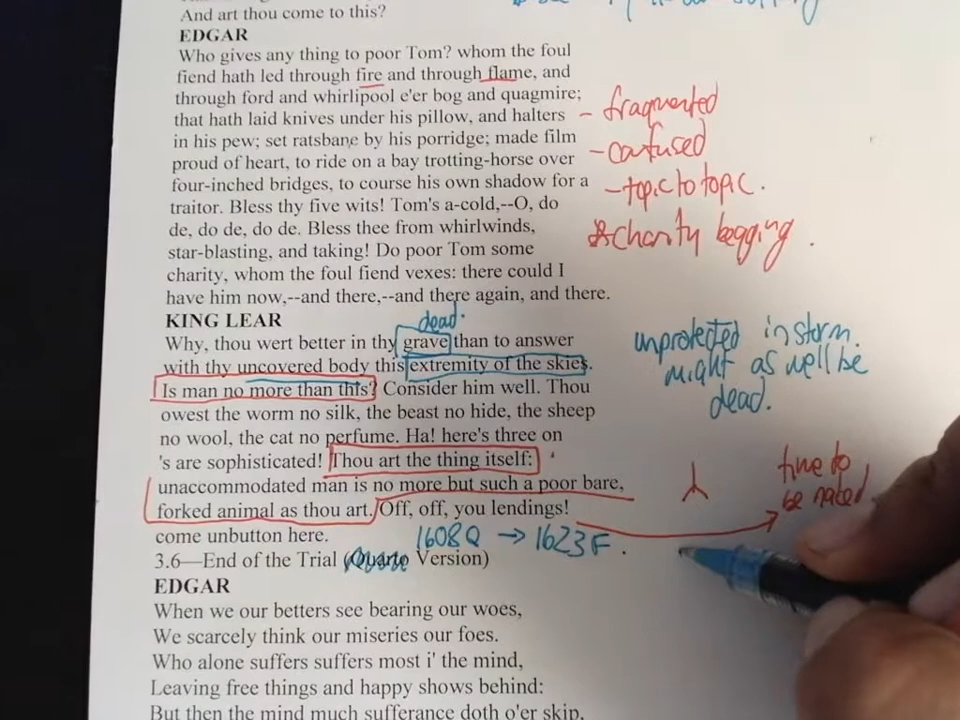 And art thou come to this?
EDGAR
Who gives any thing to poor Tom? whom the foul
fiend hath led through fire and through flame, and
through ford and whirlipool e'er bog and quagmire;
that hath laid knives under his pillow, and halters
in his pew; set ratsbane by his porridge; made film
proud of heart, to ride on a bay trotting-horse over
four-inched bridges, to course his own shadow for a
traitor. Bless thy five wits! Tom's a-cold,--O, do
de, do de, do de. Bless thee from whirlwinds,
star-blasting, and taking! Do poor Tom some
charity, whom the foul fiend vexes: there could I
have him now,--and there,--and there again, and there.
- fragmented
- confused
- topic to topic.
charity begging.
KING LEAR
dead.
Why, thou wert better in thy grave than to answer
with thy uncovered body this extremity of the skies.
Is man no more than this? Consider him well. Thou
owest the worm no silk, the beast no hide, the sheep
no wool, the cat no perfume. Ha! here's three on
's are sophisticated! Thou art the thing itself:
unaccommodated man is no more but such a poor bare,
forked animal as thou art. Off, off, you lendings!
come unbutton here.
unprotected in storm.
might as well be
dead.
time to
be naked
1608Q → 1623F.
3.6—End of the Trial (Quarto Version)
EDGAR
When we our betters see bearing our woes,
We scarcely think our miseries our foes.
Who alone suffers suffers most i' the mind,
Leaving free things and happy shows behind:
But then the mind much sufferance doth o'er skip,